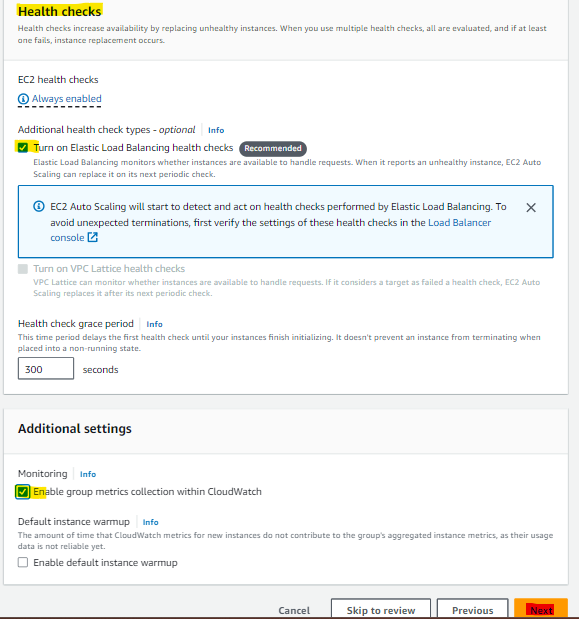 Health checks
Health checks increase availability by replacing unhealthy instances. When you use multiple health checks, all are evaluated, and if at least
one fails, instance replacement occurs.
EC2 health checks
Always enabled
Additional health check types - optional Info
Turn on Elastic Load Balancing health checks Recommended
Elastic Load Balancing monitors whether instances are available to handle requests. When it reports an unhealthy instance, EC2 Auto
Scaling can replace it on its next periodic check.
EC2 Auto Scaling will start to detect and act on health checks performed by Elastic Load Balancing. To
avoid unexpected terminations, first verify the settings of these health checks in the Load Balancer
console
Turn on VPC Lattice health checks
VPC Lattice can monitor whether instances are available to handle requests. If it considers a target as failed a health check, EC2 Auto
Scaling replaces it after its next periodic check.
Health check grace period Info
This time period delays the first health check until your instances finish initializing. It doesn't prevent an instance from terminating when
placed into a non-running state.
300 seconds
Additional settings
Monitoring Info
Enable group metrics collection within CloudWatch
Default instance warmup Info
The amount of time that CloudWatch metrics for new instances do not contribute to the group's aggregated instance metrics, as their usage
data is not reliable yet.
Enable default instance warmup
Cancel Skip to review Previous Next